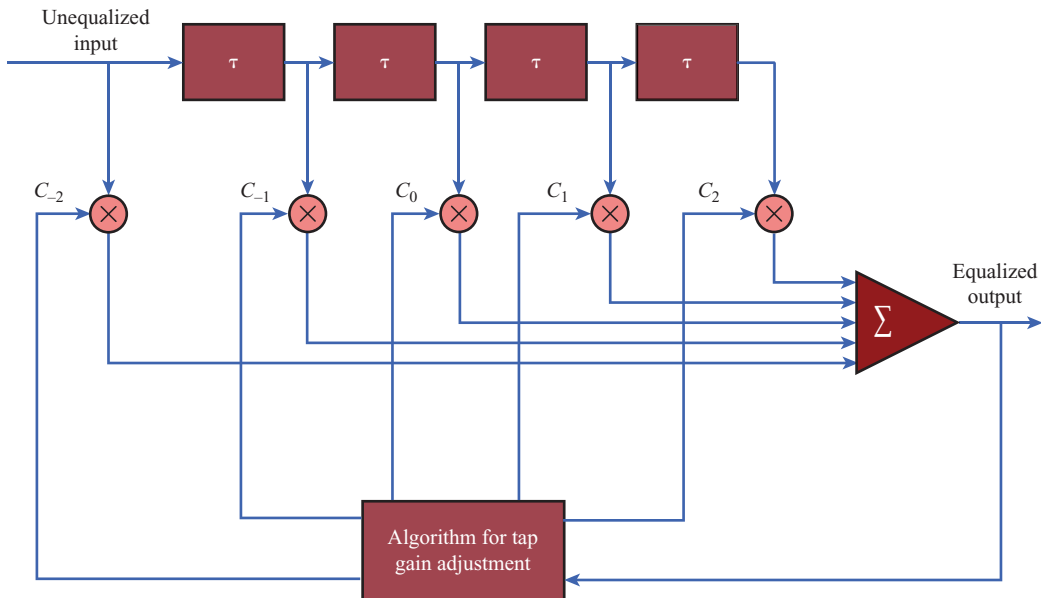 Unequalized
input
τ τ τ τ
C₋₂ C₋₁ C₀ C₁ C₂
Equalized
output
Σ
Algorithm for tap
gain adjustment